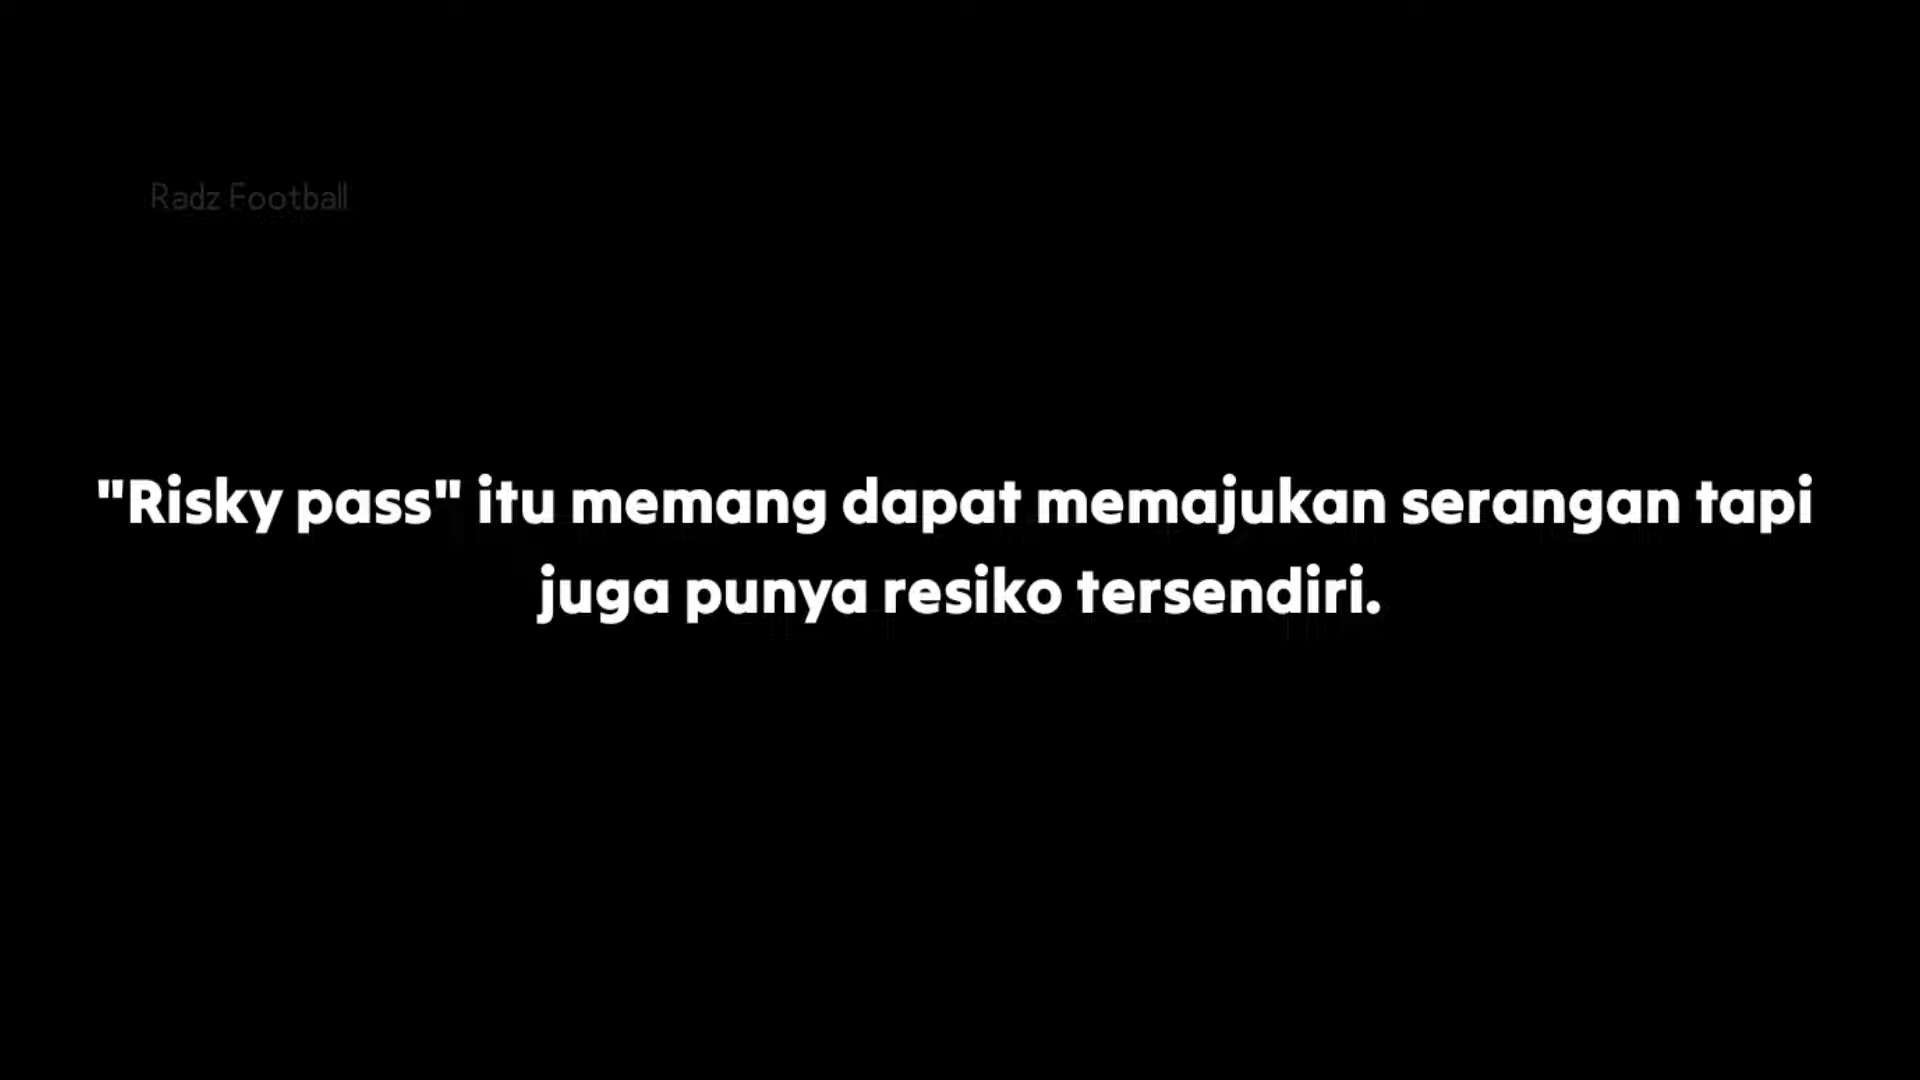 Radz Football
"Risky pass" itu memang dapat memajukan serangan tapi
juga punya resiko tersendiri.